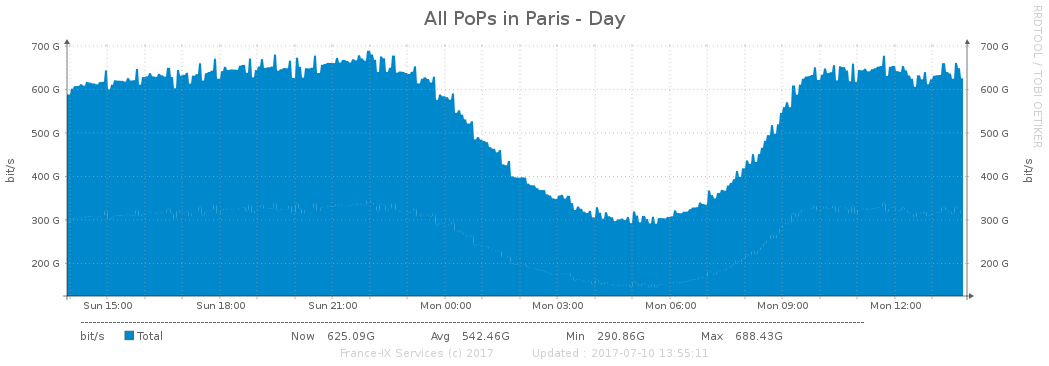 All PoPs in Paris - Day
RRDTOOL / TOBI OETIKER
bit/s
bit/s
700 G 700 G
600 G 600 G
500 G 500 G
400 G 400 G
300 G 300 G
200 G 200 G
Sun 15:00 Sun 18:00 Sun 21:00 Mon 00:00 Mon 03:00 Mon 06:00 Mon 09:00 Mon 12:00
bit/s Total Now 625.09G Avg 542.46G Min 290.86G Max 688.43G
France-IX Services (c) 2017 Updated : 2017-07-10 13:55:11